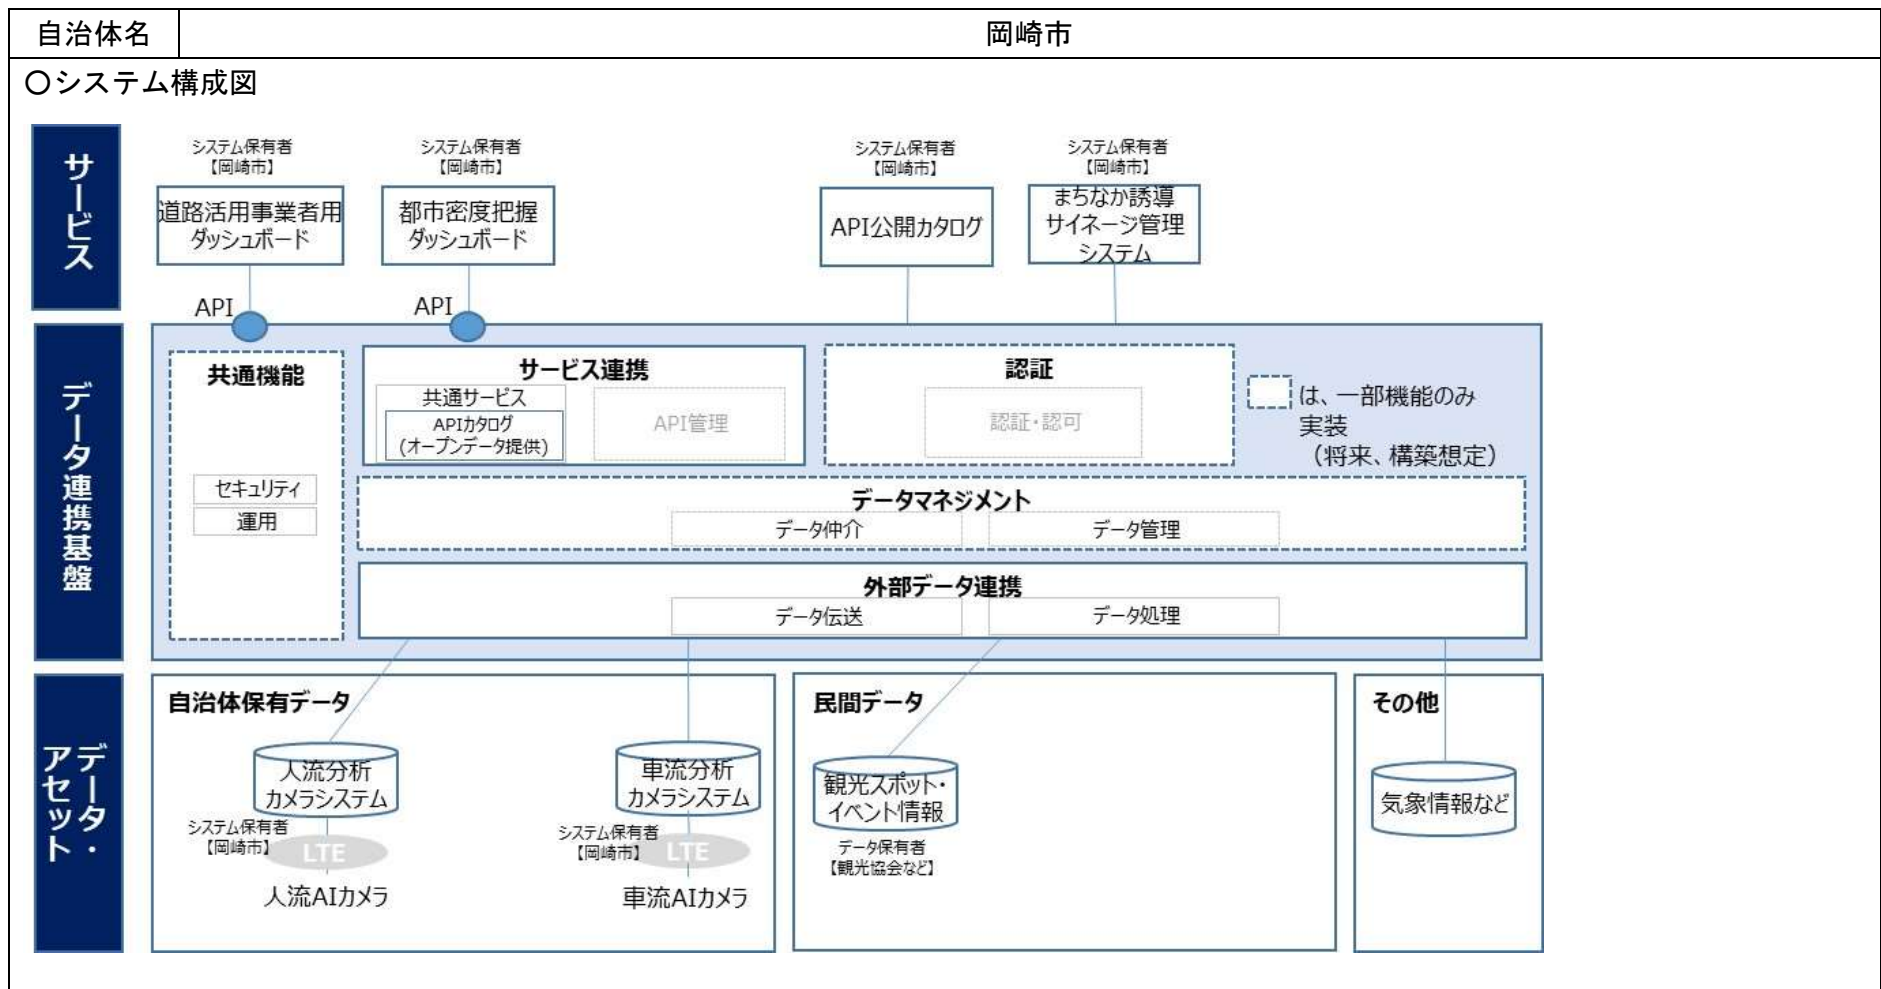 自治体名
岡崎市
〇システム構成図
サービス
システム保有者
【岡崎市】
道路活用事業者用
ダッシュボード
システム保有者
【岡崎市】
都市密度把握
ダッシュボード
システム保有者
【岡崎市】
API公開カタログ
システム保有者
【岡崎市】
まちなか誘導
サイネージ管理
システム
API
API
データ連携基盤
共通機能
セキュリティ
運用
サービス連携
共通サービス
APIカタログ
(オープンデータ提供)
API管理
認証
認証・認可
は、一部機能のみ
実装
（将来、構築想定）
データマネジメント
データ仲介
データ管理
外部データ連携
データ伝送
データ処理
データ・
アセット
自治体保有データ
人流分析
カメラシステム
システム保有者
【岡崎市】
LTE
人流AIカメラ
車流分析
カメラシステム
システム保有者
【岡崎市】
LTE
車流AIカメラ
民間データ
観光スポット・
イベント情報
データ保有者
【観光協会など】
その他
気象情報など